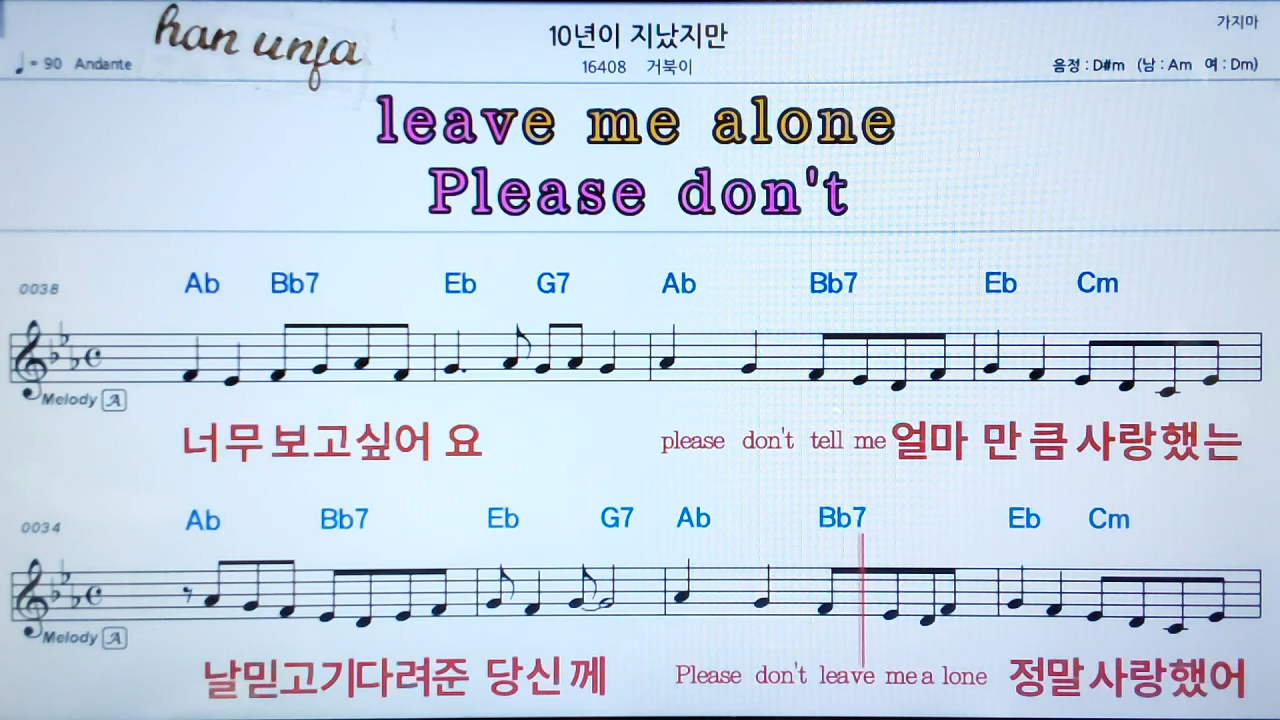 han unfa
10년이 지났지만
가지마
♩= 90 Andante
16408 거북이
음정 : D#m (남 : Am 여 : Dm)
leave me alone
Please don't
0038
Ab Bb7 Eb G7 Ab Bb7 Eb Cm
Melody A
너무 보고싶어 요 please don't tell me 얼마 만 큼 사랑했는
0034
Ab Bb7 Eb G7 Ab Bb7 Eb Cm
Melody A
날믿고기다려준 당신 께 Please don't leave me a lone 정말 사랑했어